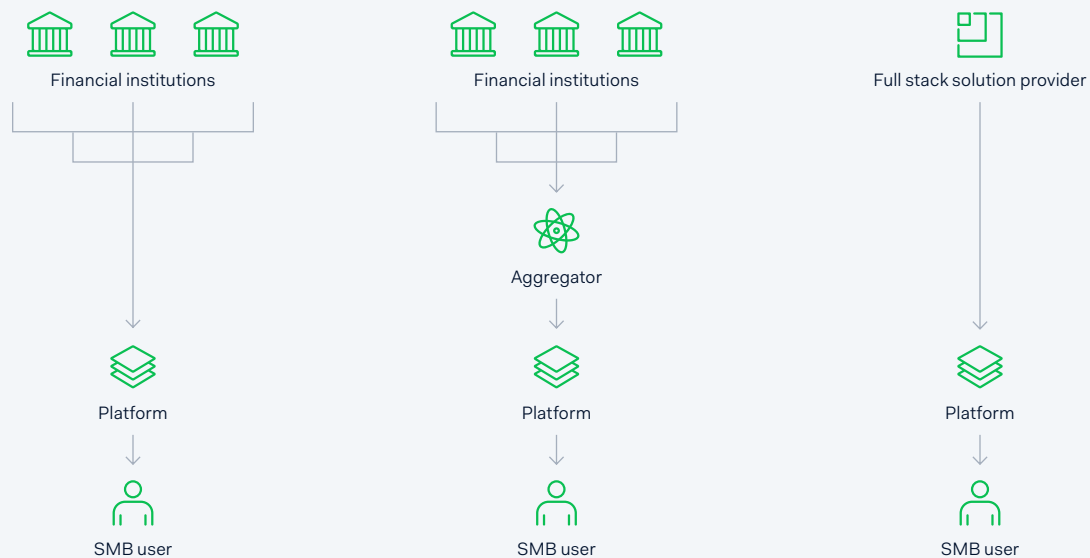 Financial institutions
Financial institutions
Full stack solution provider
Aggregator
Platform
Platform
Platform
SMB user
SMB user
SMB user